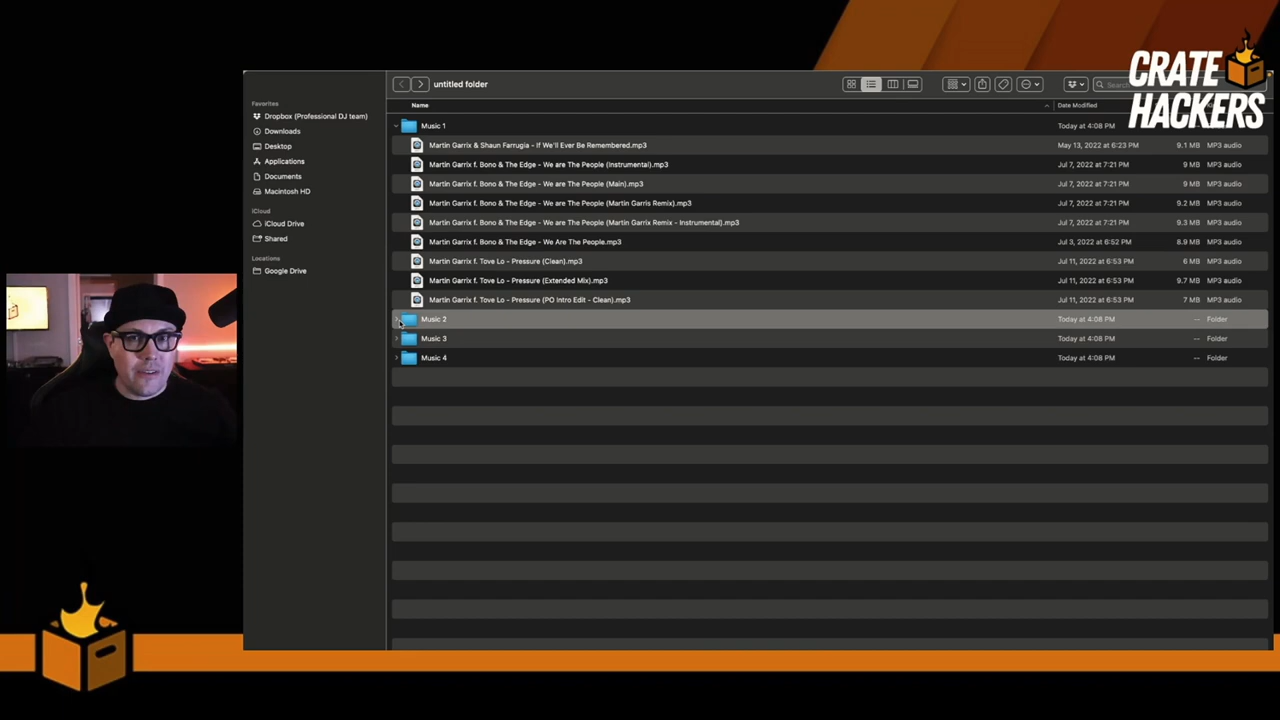 CRATE
HACKERS
untitled folder
Search
Name
Date Modified
Favorites
Dropbox (Professional DJ team)
Downloads
Desktop
Applications
Documents
Macintosh HD
iCloud
iCloud Drive
Shared
Locations
Google Drive
Music 1 Today at 4:08 PM
Martin Garrix & Shaun Farrugia - If We'll Ever Be Remembered.mp3 May 13, 2022 at 6:23 PM 9.1 MB MP3 audio
Martin Garrix f. Bono & The Edge - We are The People (Instrumental).mp3 Jul 7, 2022 at 7:21 PM 9 MB MP3 audio
Martin Garrix f. Bono & The Edge - We are The People (Main).mp3 Jul 7, 2022 at 7:21 PM 9 MB MP3 audio
Martin Garrix f. Bono & The Edge - We are The People (Martin Garris Remix).mp3 Jul 7, 2022 at 7:21 PM 9.2 MB MP3 audio
Martin Garrix f. Bono & The Edge - We are The People (Martin Garrix Remix - Instrumental).mp3 Jul 7, 2022 at 7:21 PM 9.3 MB MP3 audio
Martin Garrix f. Bono & The Edge - We Are The People.mp3 Jul 3, 2022 at 6:52 PM 8.9 MB MP3 audio
Martin Garrix f. Tove Lo - Pressure (Clean).mp3 Jul 11, 2022 at 6:53 PM 6 MB MP3 audio
Martin Garrix f. Tove Lo - Pressure (Extended Mix).mp3 Jul 11, 2022 at 6:53 PM 9.7 MB MP3 audio
Martin Garrix f. Tove Lo - Pressure (PO Intro Edit - Clean).mp3 Jul 11, 2022 at 6:53 PM 7 MB MP3 audio
Music 2 Today at 4:08 PM -- Folder
Music 3 Today at 4:08 PM -- Folder
Music 4 Today at 4:08 PM -- Folder